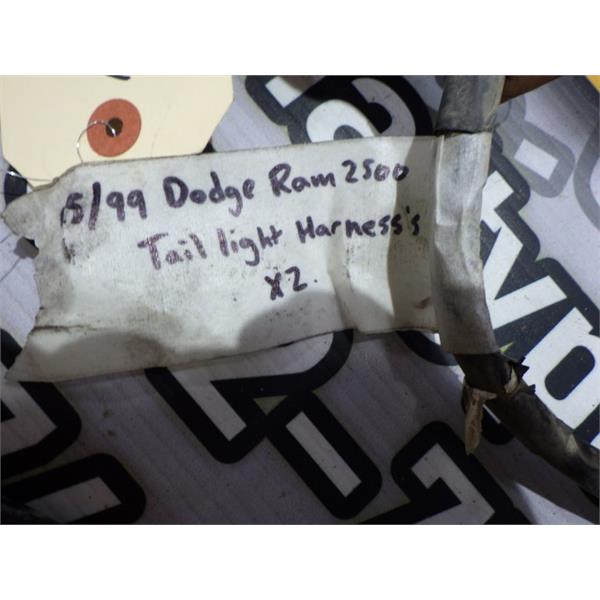 5/99 Dodge Ram 2500
Tail light Harness's
x2.